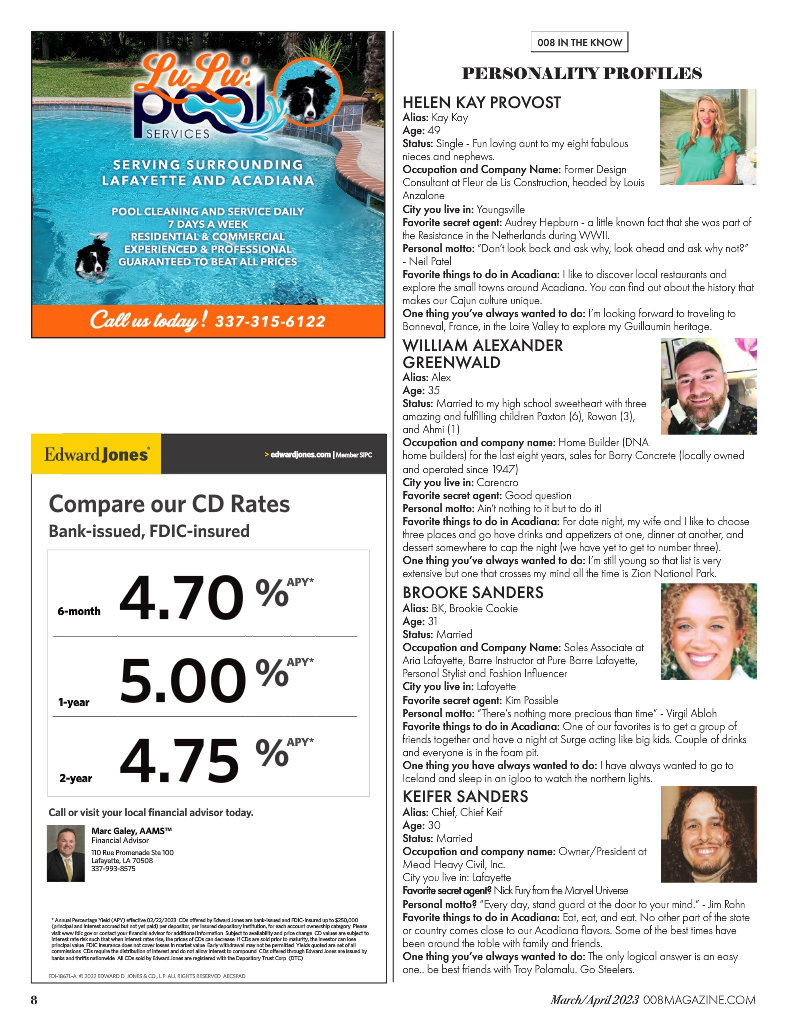 LuLu's
pool
SERVICES
SERVING SURROUNDING
LAFAYETTE AND ACADIANA
POOL CLEANING AND SERVICE DAILY
7 DAYS A WEEK
RESIDENTIAL & COMMERCIAL
EXPERIENCED & PROFESSIONAL
GUARANTEED TO BEAT ALL PRICES
Call us today! 337-315-6122
Edward Jones®
> edwardjones.com | Member SIPC
Compare our CD Rates
Bank-issued, FDIC-insured
6-month 4.70 % APY*
1-year 5.00 % APY*
2-year 4.75 % APY*
Call or visit your local financial advisor today.
Marc Galey, AAMS™
Financial Advisor
110 Rue Promenade Ste 100
Lafayette, LA 70508
337-993-8575
* Annual Percentage Yield (APY) effective 02/22/2023. CDs offered by Edward Jones are bank-issued and FDIC-insured up to $250,000
(principal and interest accrued but not yet paid) per depositor, per insured depository institution, for each account ownership category. Please
visit www.fdic.gov or contact your financial advisor for additional information. Subject to availability and price change. CD values are subject to
interest rate risk such that when interest rates rise, the prices of CDs can decrease. If CDs are sold prior to maturity, the investor can lose
principal value. FDIC insurance does not cover losses in market value. Early withdrawal may not be permitted. Yields quoted are net of all
commissions. CDs require the distribution of interest and do not allow interest to compound. CDs offered through Edward Jones are issued by
banks and thrifts nationwide. All CDs sold by Edward Jones are registered with the Depository Trust Corp. (DTC).
FDI-1867L-A © 2022 EDWARD D. JONES & CO., L.P. ALL RIGHTS RESERVED. AECSPAD
008 IN THE KNOW
PERSONALITY PROFILES
HELEN KAY PROVOST
Alias: Kay Kay
Age: 49
Status: Single - Fun loving aunt to my eight fabulous
nieces and nephews.
Occupation and Company Name: Former Design
Consultant at Fleur de Lis Construction, headed by Louis
Anzalone
City you live in: Youngsville
Favorite secret agent: Audrey Hepburn - a little known fact that she was part of
the Resistance in the Netherlands during WWII.
Personal motto: “Don’t look back and ask why, look ahead and ask why not?”
- Neil Patel
Favorite things to do in Acadiana: I like to discover local restaurants and
explore the small towns around Acadiana. You can find out about the history that
makes our Cajun culture unique.
One thing you’ve always wanted to do: I’m looking forward to traveling to
Bonneval, France, in the Loire Valley to explore my Guillaumin heritage.
WILLIAM ALEXANDER
GREENWALD
Alias: Alex
Age: 35
Status: Married to my high school sweetheart with three
amazing and fulfilling children Paxton (6), Rowan (3),
and Ahmi (1)
Occupation and company name: Home Builder (DNA
home builders) for the last eight years, sales for Barry Concrete (locally owned
and operated since 1947)
City you live in: Carencro
Favorite secret agent: Good question
Personal motto: Ain’t nothing to it but to do it!
Favorite things to do in Acadiana: For date night, my wife and I like to choose
three places and go have drinks and appetizers at one, dinner at another, and
dessert somewhere to cap the night (we have yet to get to number three).
One thing you’ve always wanted to do: I’m still young so that list is very
extensive but one that crosses my mind all the time is Zion National Park.
BROOKE SANDERS
Alias: BK, Brookie Cookie
Age: 31
Status: Married
Occupation and Company Name: Sales Associate at
Aria Lafayette, Barre Instructor at Pure Barre Lafayette,
Personal Stylist and Fashion Influencer
City you live in: Lafayette
Favorite secret agent: Kim Possible
Personal motto: “There’s nothing more precious than time” - Virgil Abloh
Favorite things to do in Acadiana: One of our favorites is to get a group of
friends together and have a night at Surge acting like big kids. Couple of drinks
and everyone is in the foam pit.
One thing you have always wanted to do: I have always wanted to go to
Iceland and sleep in an igloo to watch the northern lights.
KEIFER SANDERS
Alias: Chief, Chief Keif
Age: 30
Status: Married
Occupation and company name: Owner/President at
Mead Heavy Civil, Inc.
City you live in: Lafayette
Favorite secret agent? Nick Fury from the Marvel Universe
Personal motto? “Every day, stand guard at the door to your mind.” - Jim Rohn
Favorite things to do in Acadiana: Eat, eat, and eat. No other part of the state
or country comes close to our Acadiana flavors. Some of the best times have
been around the table with family and friends.
One thing you’ve always wanted to do: The only logical answer is an easy
one.. be best friends with Troy Polamalu. Go Steelers.
8
March/April 2023 008MAGAZINE.COM